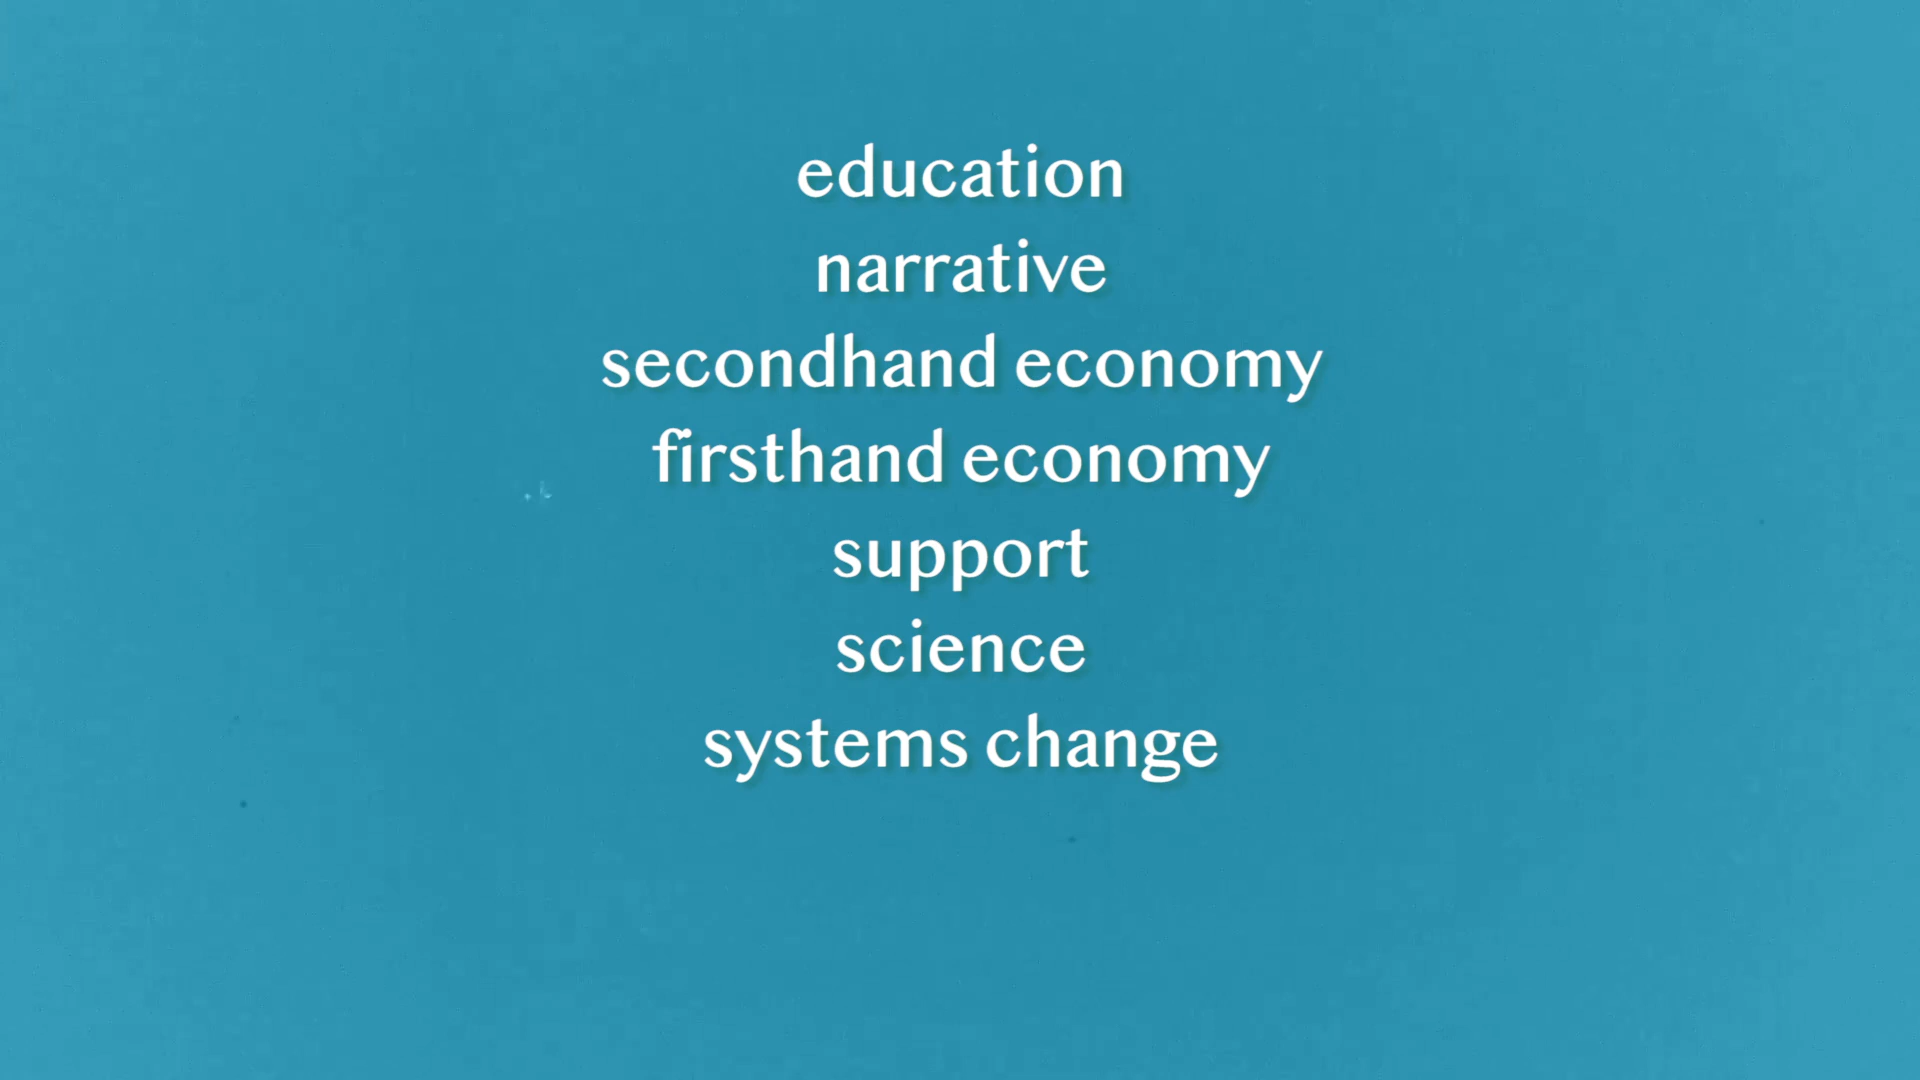 education
narrative
secondhand economy
firsthand economy
support
science
systems change